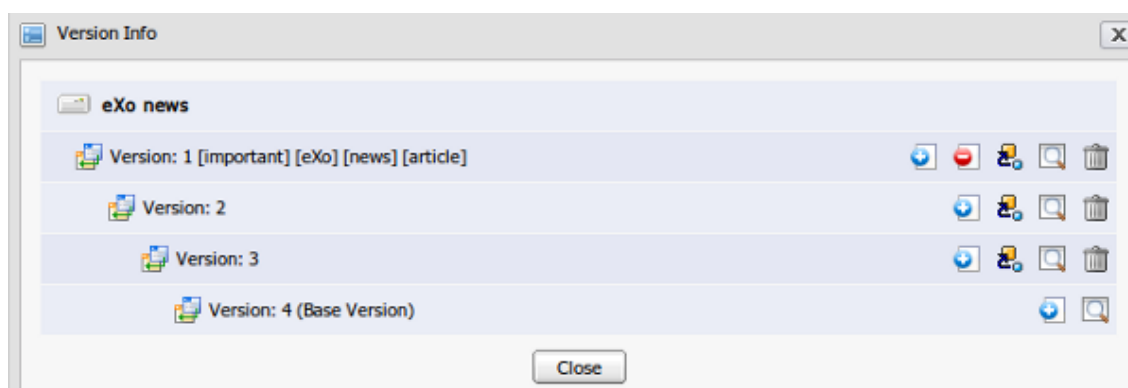 Version Info
X
eXo news
Version: 1 [important] [eXo] [news] [article]
Version: 2
Version: 3
Version: 4 (Base Version)
Close